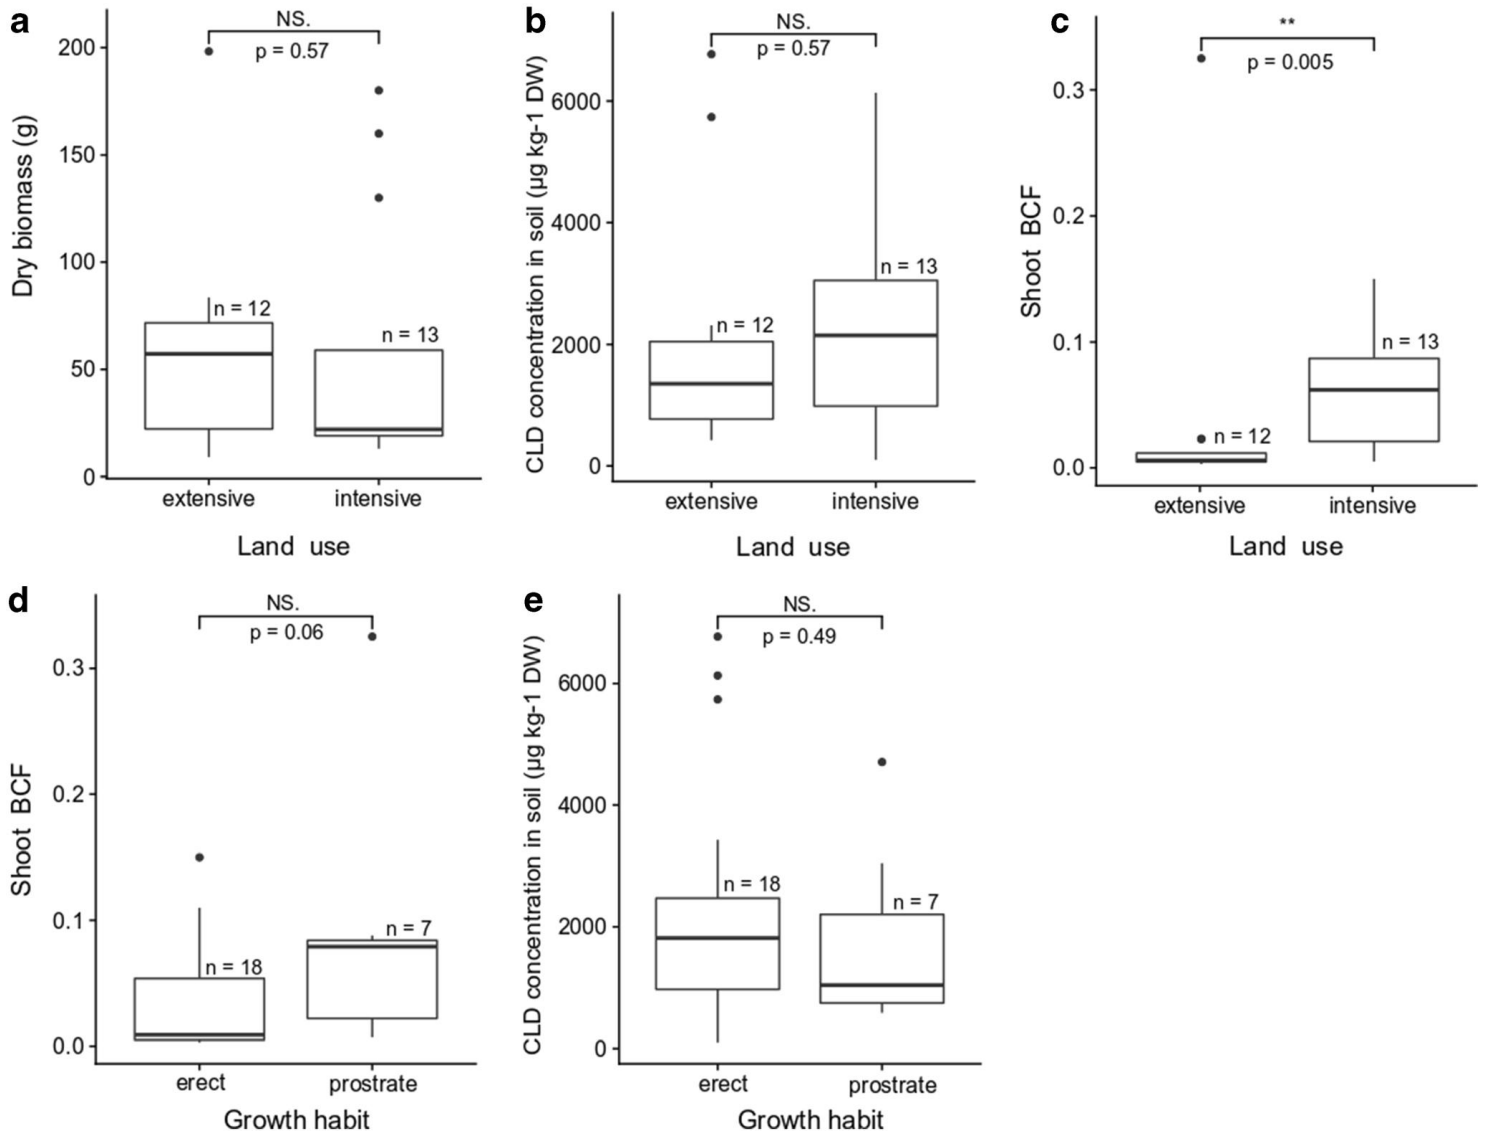 a
NS.
p = 0.57
200
150
100
50
0
Dry biomass (g)
n = 12
n = 13
extensive
intensive
Land use
b
NS.
p = 0.57
6000
4000
2000
0
CLD concentration in soil (µg kg-1 DW)
n = 12
n = 13
extensive
intensive
Land use
c
**
p = 0.005
0.3
0.2
0.1
0.0
Shoot BCF
n = 12
n = 13
extensive
intensive
Land use
d
NS.
p = 0.06
0.3
0.2
0.1
0.0
Shoot BCF
n = 18
n = 7
erect
prostrate
Growth habit
e
NS.
p = 0.49
6000
4000
2000
0
CLD concentration in soil (µg kg-1 DW)
n = 18
n = 7
erect
prostrate
Growth habit